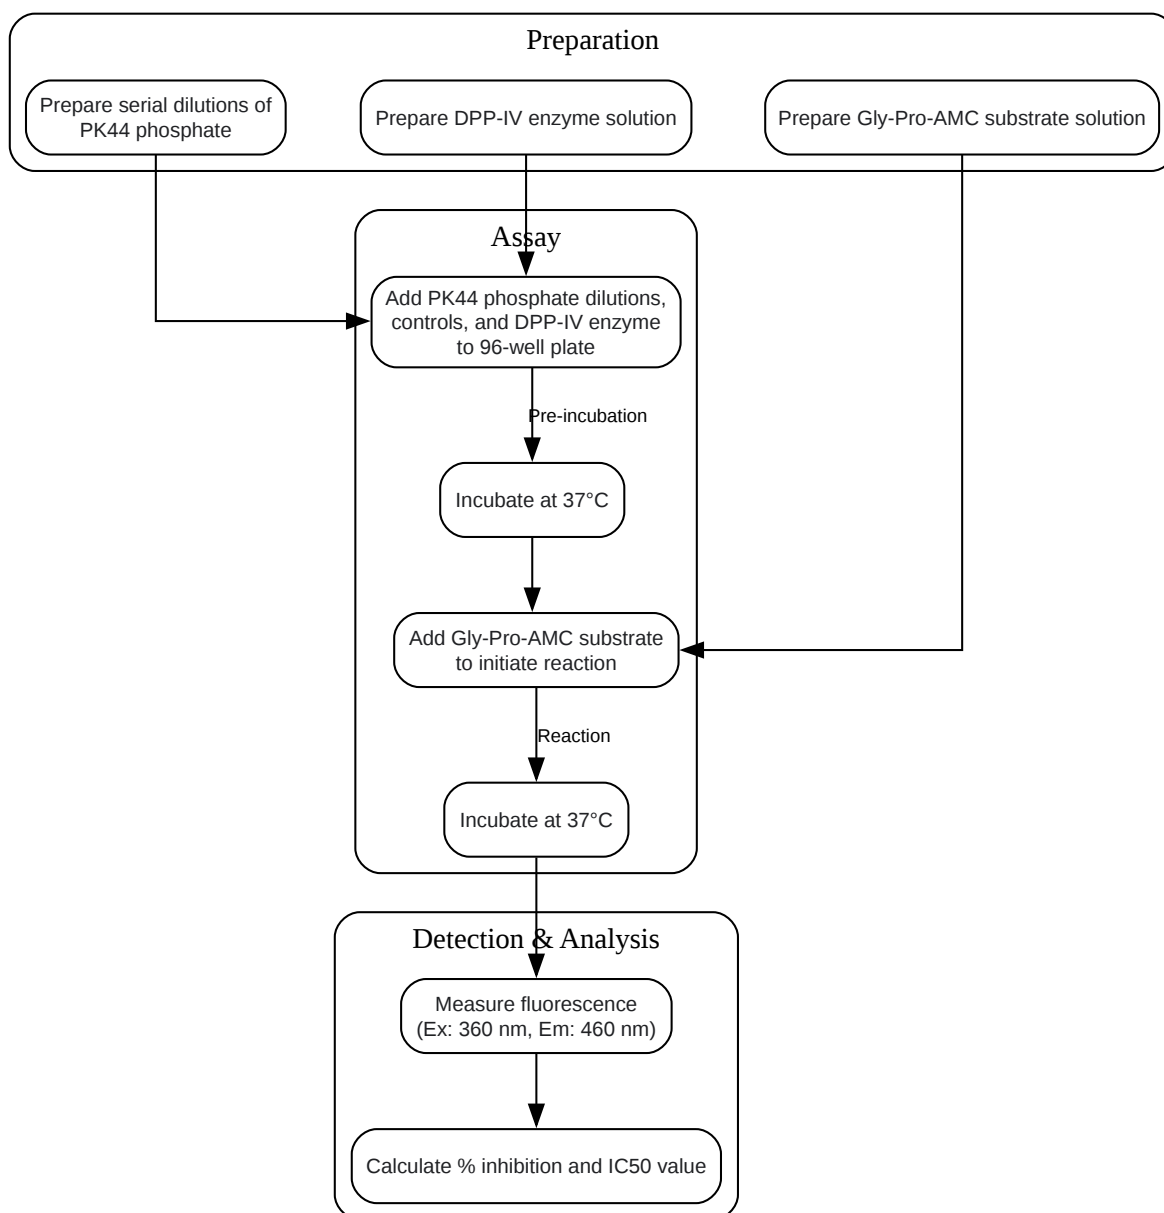 Preparation
Prepare serial dilutions of
PK44 phosphate
Prepare DPP-IV enzyme solution
Prepare Gly-Pro-AMC substrate solution
Assay
Add PK44 phosphate dilutions,
controls, and DPP-IV enzyme
to 96-well plate
Pre-incubation
Incubate at 37°C
Add Gly-Pro-AMC substrate
to initiate reaction
Reaction
Incubate at 37°C
Detection & Analysis
Measure fluorescence
(Ex: 360 nm, Em: 460 nm)
Calculate % inhibition and IC50 value